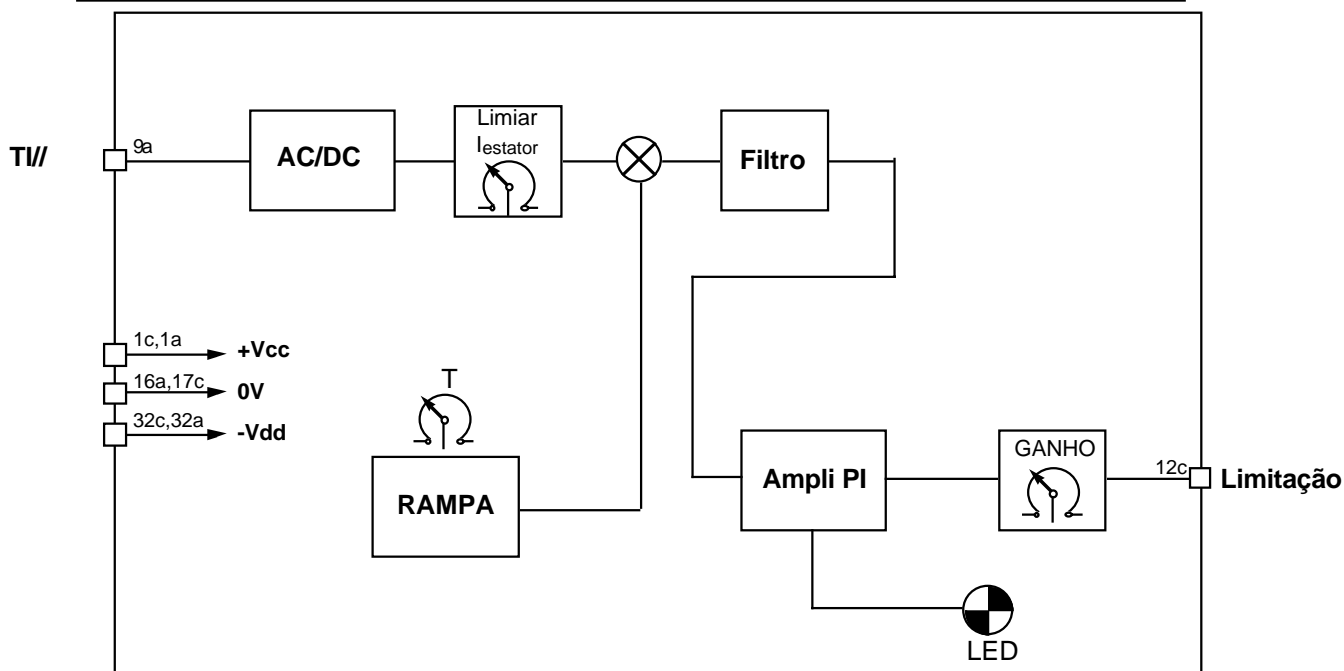 Limiar
Iestator
9a
TI//
AC/DC
Filtro
1c,1a
+Vcc
16a,17c
0V
32c,32a
-Vdd
T
RAMPA
Ampli PI
GANHO
12c
Limitação
LED